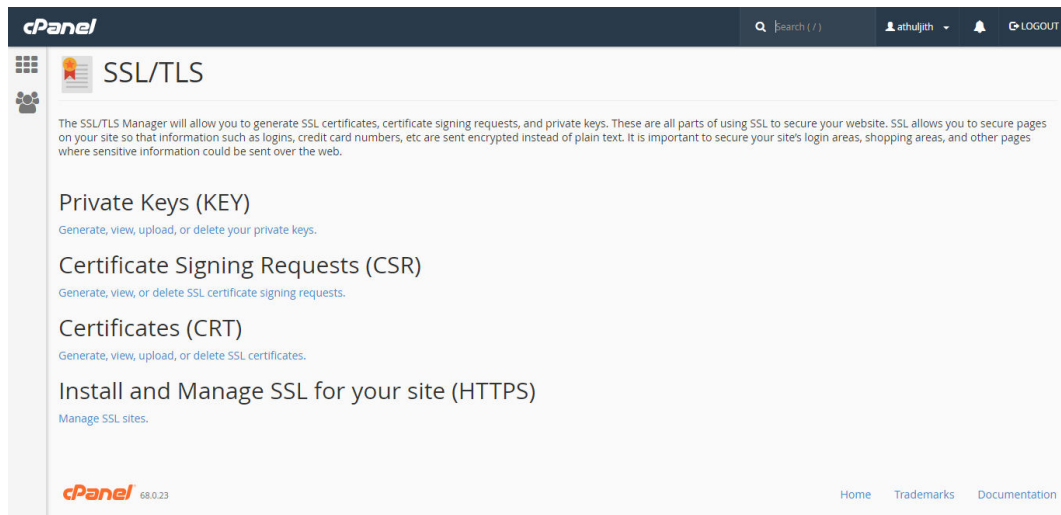 cPanel
Search ( / )
athuljith
LOGOUT
SSL/TLS
The SSL/TLS Manager will allow you to generate SSL certificates, certificate signing requests, and private keys. These are all parts of using SSL to secure your website. SSL allows you to secure pages
on your site so that information such as logins, credit card numbers, etc are sent encrypted instead of plain text. It is important to secure your site's login areas, shopping areas, and other pages
where sensitive information could be sent over the web.
Private Keys (KEY)
Generate, view, upload, or delete your private keys.
Certificate Signing Requests (CSR)
Generate, view, or delete SSL certificate signing requests.
Certificates (CRT)
Generate, view, upload, or delete SSL certificates.
Install and Manage SSL for your site (HTTPS)
Manage SSL sites.
cPanel 68.0.23
Home Trademarks Documentation